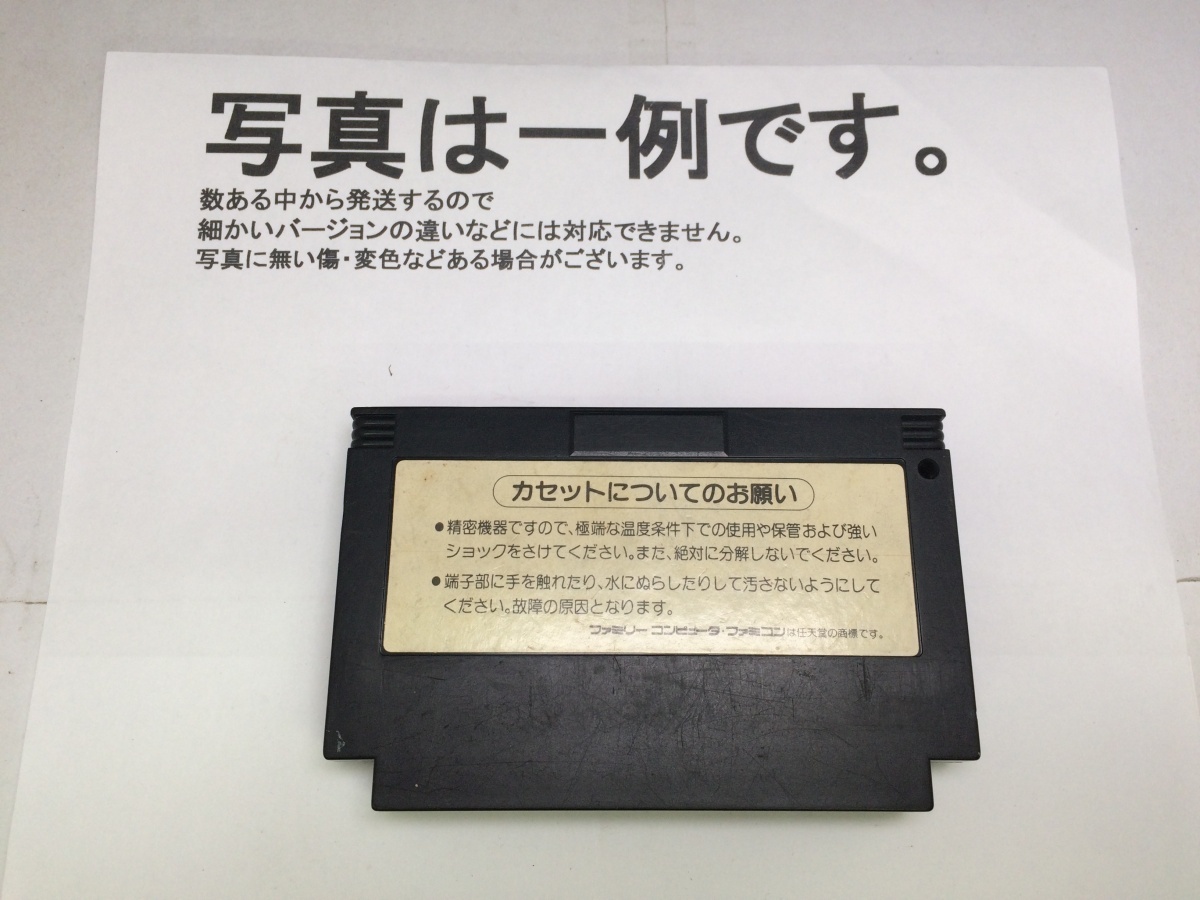 写真は一例です。
数ある中から発送するので
細かいバージョンの違いなどには対応できません。
写真に無い傷・変色などある場合がございます。
カセットについてのお願い
●精密機器ですので、極端な温度条件下での使用や保管および強い
ショックをさけてください。また、絶対に分解しないでください。
●端子部に手を触れたり、水にぬらしたりして汚さないようにして
ください。故障の原因となります。
ファミリーコンピュータ・ファミコンは任天堂の商標です。